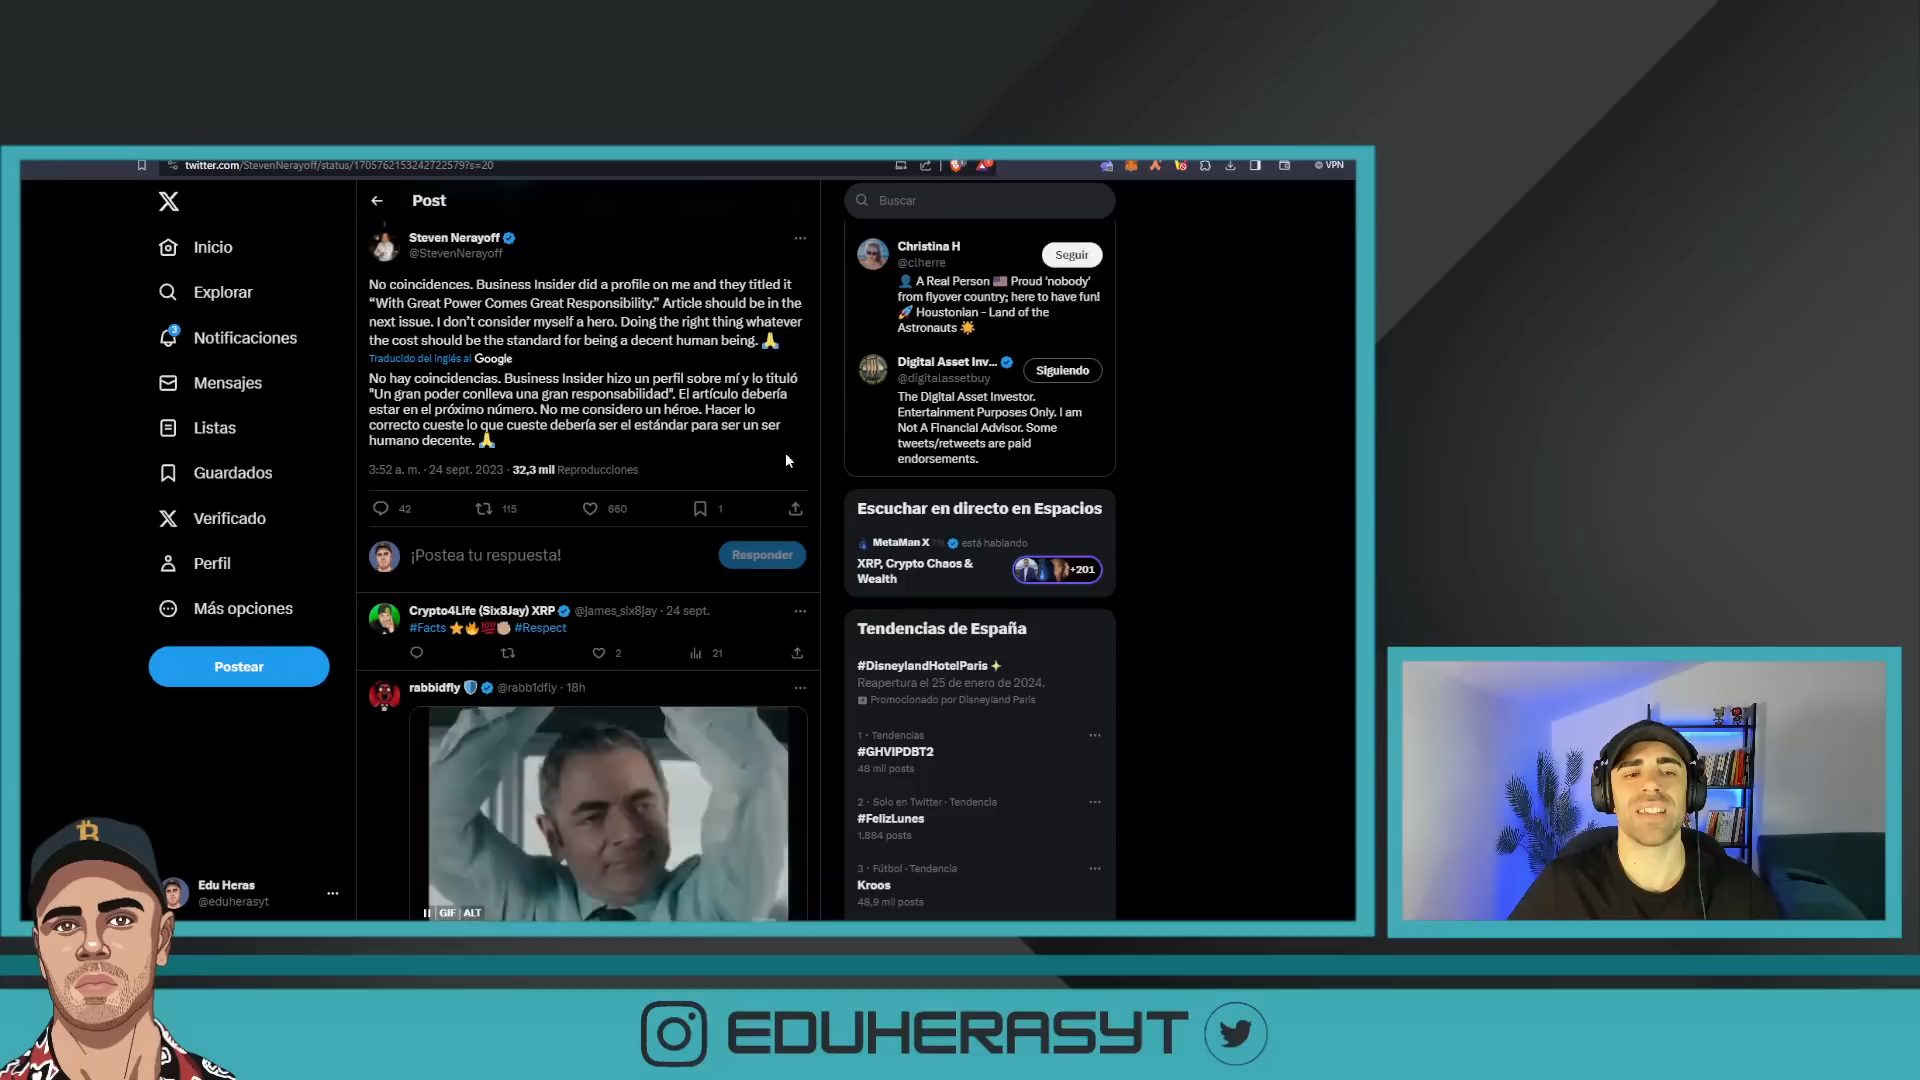 twitter.com/StevenNerayoff/status/1705762153242722579?s=20
VPN
Inicio
Explorar
3
Notificaciones
Mensajes
Listas
Guardados
Verificado
Perfil
Más opciones
Postear
Edu Heras
@eduherasyt
Post
Steven Nerayoff
@StevenNerayoff
No coincidences. Business Insider did a profile on me and they titled it
“With Great Power Comes Great Responsibility.” Article should be in the
next issue. I don’t consider myself a hero. Doing the right thing whatever
the cost should be the standard for being a decent human being. 🙏
Traducido del inglés al Google
No hay coincidencias. Business Insider hizo un perfil sobre mí y lo tituló
"Un gran poder conlleva una gran responsabilidad". El artículo debería
estar en el próximo número. No me considero un héroe. Hacer lo
correcto cueste lo que cueste debería ser el estándar para ser un ser
humano decente. 🙏
3:52 a. m. · 24 sept. 2023 · 32,3 mil Reproducciones
42 115 660 1
¡Postea tu respuesta!
Responder
Crypto4Life (Six8Jay) XRP @james_six8jay · 24 sept.
#Facts ⭐🔥💯✊🏼 #Respect
2 21
rabbidfly 🛡️ @rabb1dfly · 18h
GIF ALT
Buscar
Christina H
@clherre
Seguir
👤 A Real Person 🇺🇸 Proud 'nobody'
from flyover country; here to have fun!
🚀 Houstonian - Land of the
Astronauts ☀️
Digital Asset Inv...
@digitalassetbuy
Siguiendo
The Digital Asset Investor.
Entertainment Purposes Only. I am
Not A Financial Advisor. Some
tweets/retweets are paid
endorsements.
Escuchar en directo en Espacios
MetaMan X está hablando
XRP, Crypto Chaos &
Wealth
+201
Tendencias de España
#DisneylandHotelParis
Reapertura el 25 de enero de 2024.
Promocionado por Disneyland Paris
1 · Tendencias
#GHVIPDBT2
48 mil posts
2 · Solo en Twitter · Tendencia
#FelizLunes
1.884 posts
3 · Fútbol · Tendencia
Kroos
48,9 mil posts
EDUHERASYT